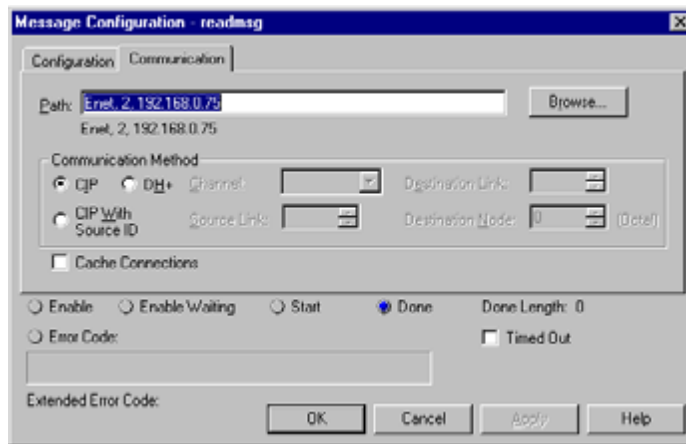 Message Configuration - readmsg
Configuration Communication
Path: Enet, 2, 192.168.0.75 Browse...
Enet, 2, 192.168.0.75
Communication Method
CIP DH+ Channel: Destination Link:
CIP With Source ID Source Link: Destination Node: 0 (Octal)
Cache Connections
Enable Enable Waiting Start Done Done Length: 0
Error Code: Timed Out
Extended Error Code:
OK Cancel Apply Help